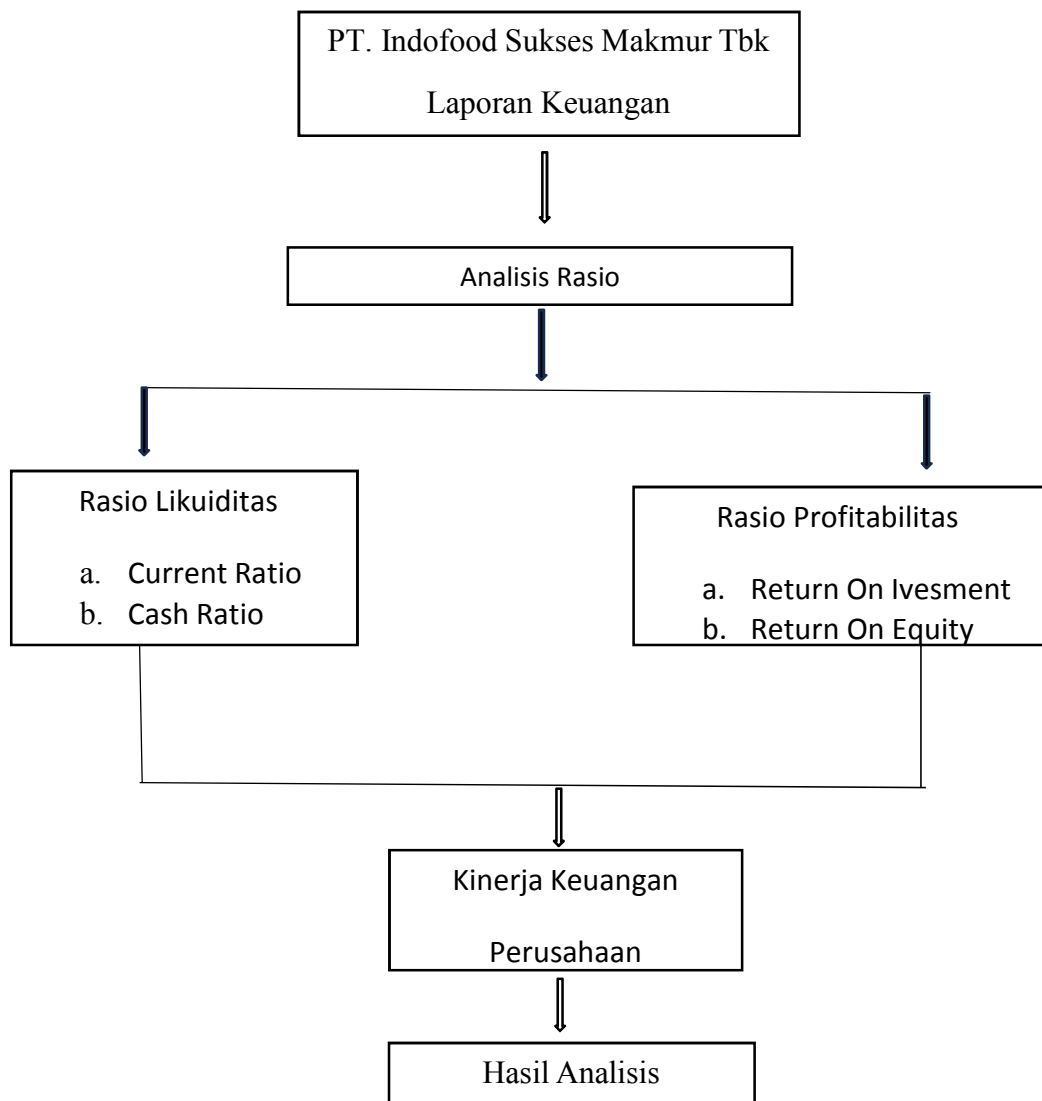 PT. Indofood Sukses Makmur Tbk
Laporan Keuangan
Analisis Rasio
Rasio Likuiditas
a. Current Ratio
b. Cash Ratio
Rasio Profitabilitas
a. Return On Ivesment
b. Return On Equity
Kinerja Keuangan
Perusahaan
Hasil Analisis